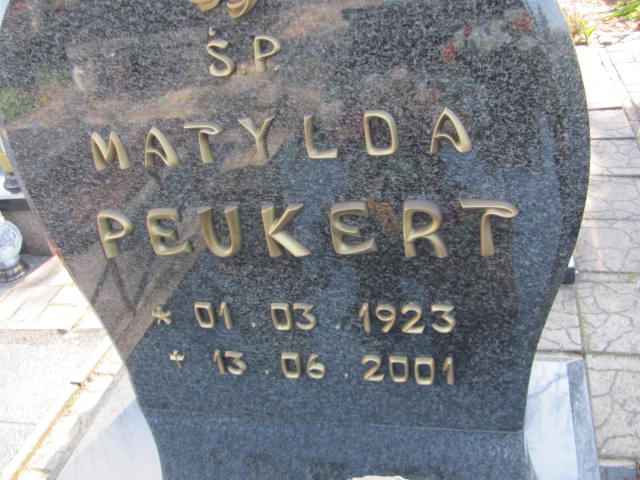 Ś.P.
MATYLDA
PEUKERT
* 01.03.1923
† 13.06.2001